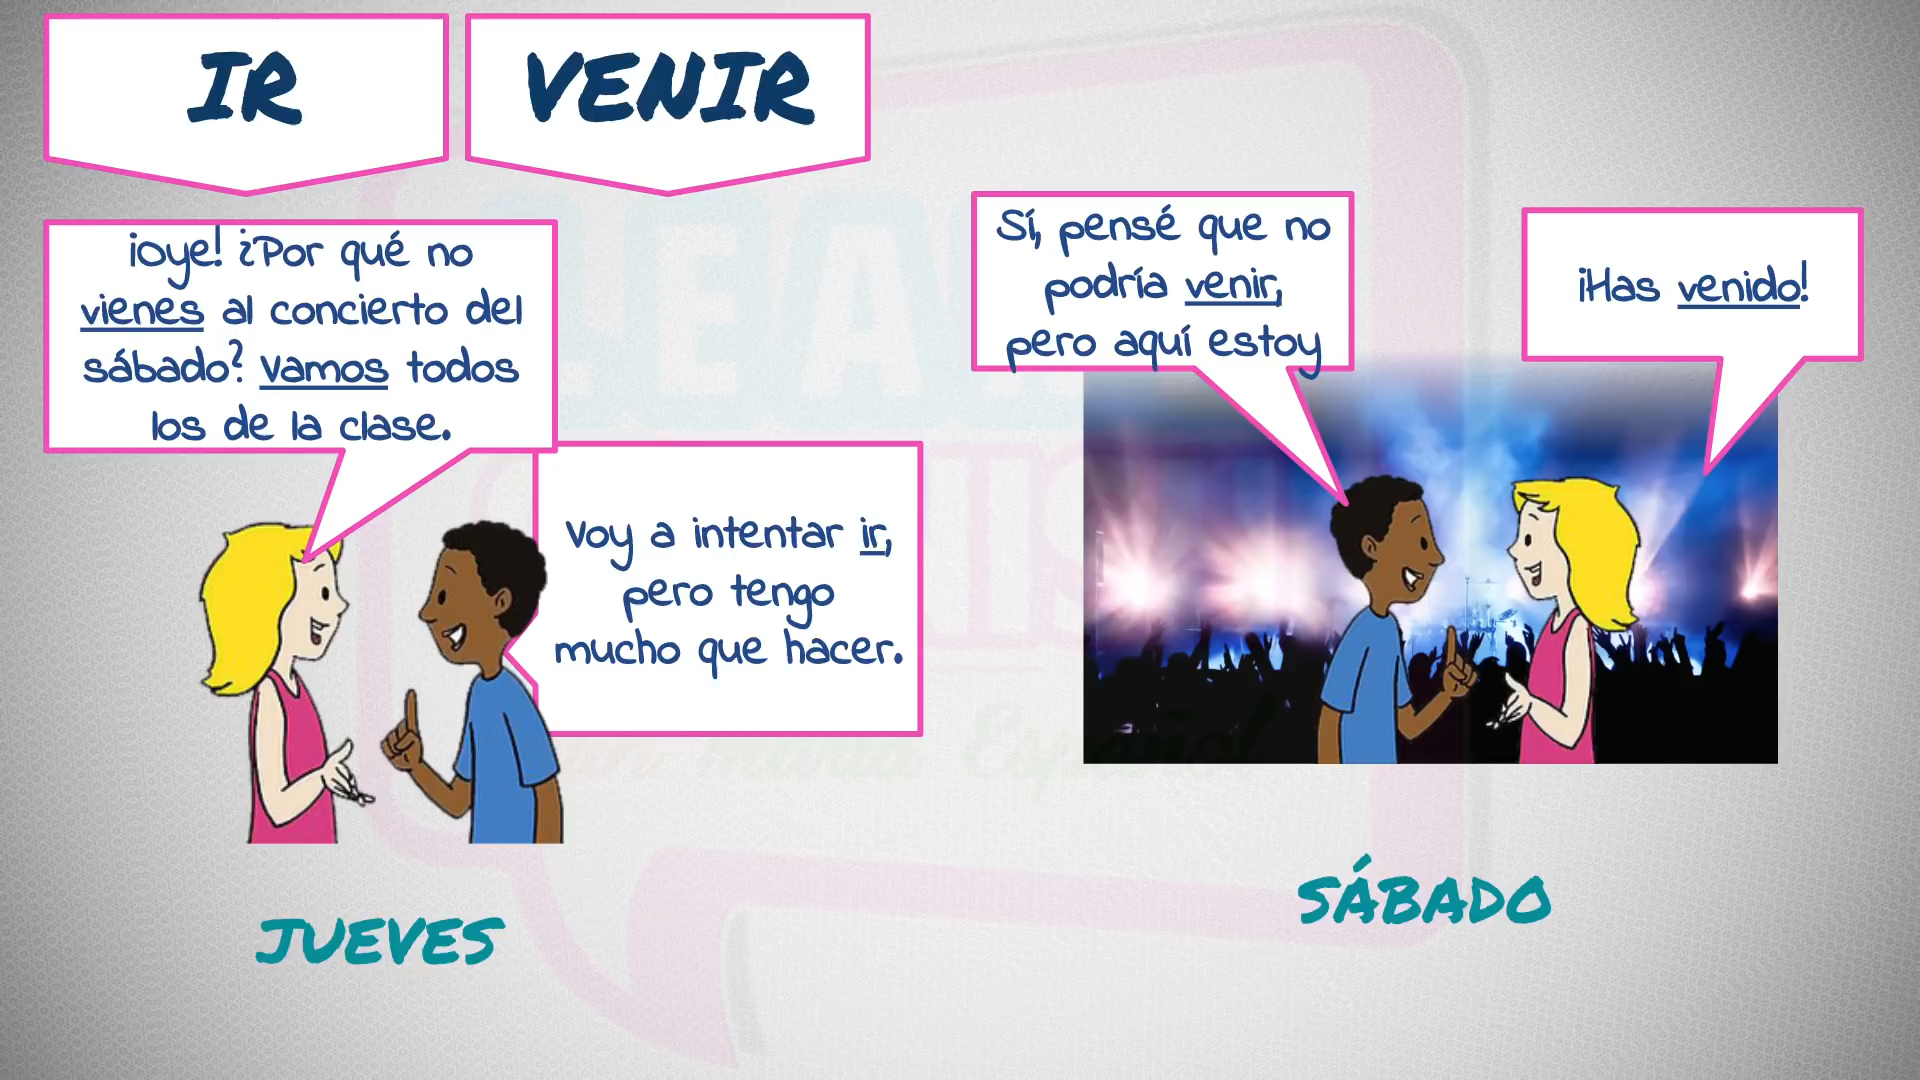 IR
VENIR
¡Oye! ¿Por qué no
vienes al concierto del
sábado? Vamos todos
los de la clase.
Voy a intentar ir,
pero tengo
mucho que hacer.
JUEVES
Sí, pensé que no
podría venir,
pero aquí estoy
¡Has venido!
SÁBADO